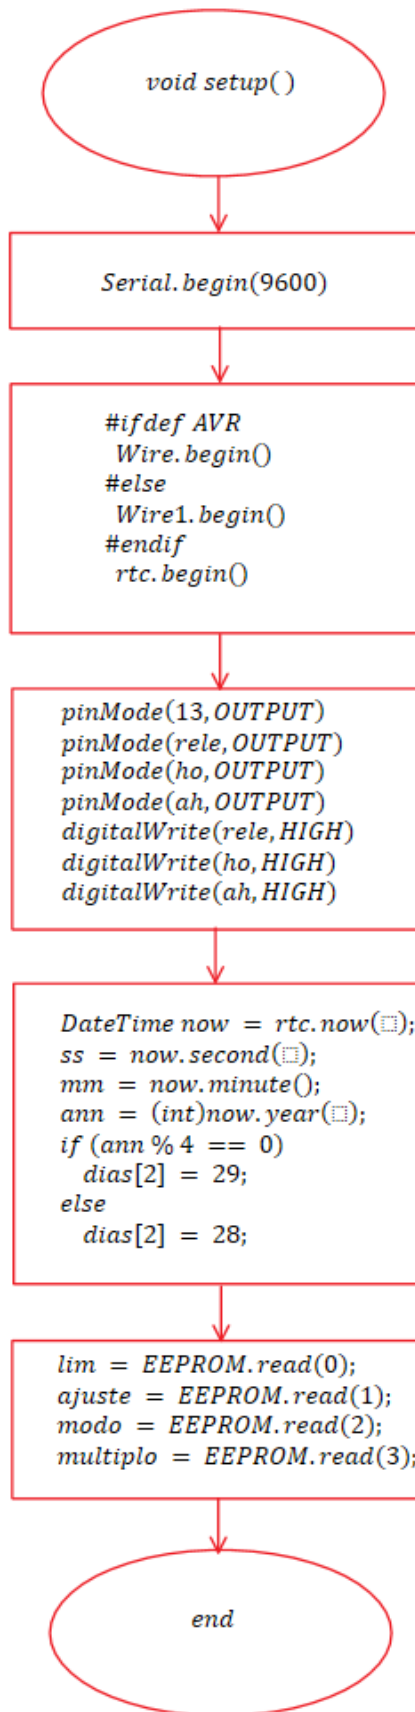 void setup( )
Serial.begin(9600)
#ifdef AVR
Wire.begin()
#else
Wire1.begin()
#endif
rtc.begin()
pinMode(13,OUTPUT)
pinMode(rele,OUTPUT)
pinMode(ho,OUTPUT)
pinMode(ah,OUTPUT)
digitalWrite(rele,HIGH)
digitalWrite(ho,HIGH)
digitalWrite(ah,HIGH)
DateTime now = rtc.now(⬚);
ss = now.second(⬚);
mm = now.minute();
ann = (int)now.year(⬚);
if (ann % 4 == 0)
dias[2] = 29;
else
dias[2] = 28;
lim = EEPROM.read(0);
ajuste = EEPROM.read(1);
modo = EEPROM.read(2);
multiplo = EEPROM.read(3);
end